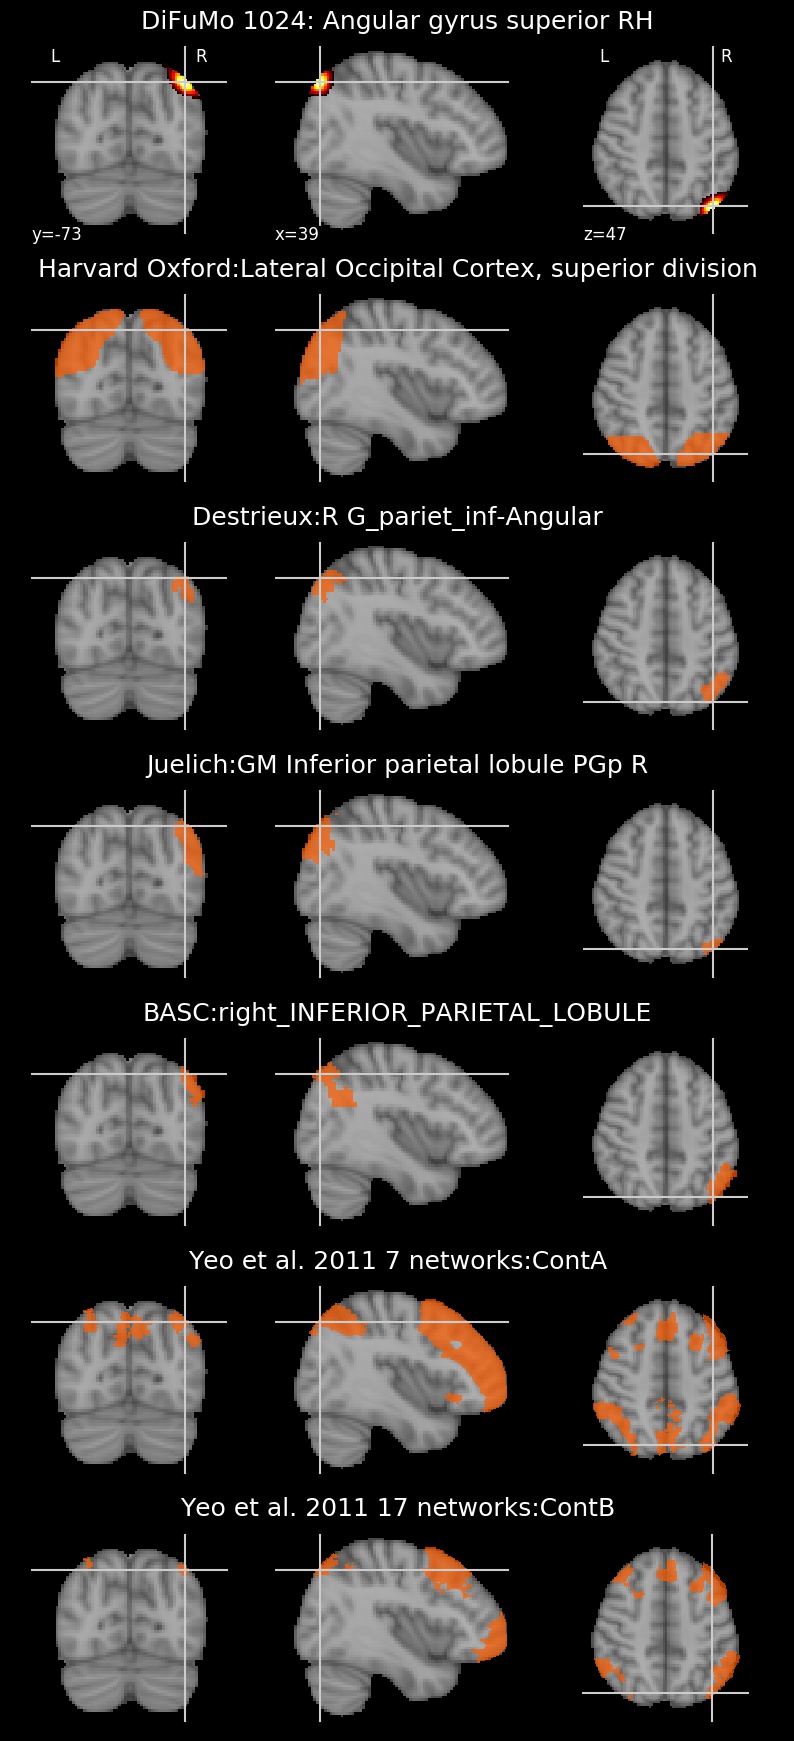 DiFuMo 1024: Angular gyrus superior RH
L R L R
y=-73 x=39 z=47
Harvard Oxford:Lateral Occipital Cortex, superior division
Destrieux:R G_pariet_inf-Angular
Juelich:GM Inferior parietal lobule PGp R
BASC:right_INFERIOR_PARIETAL_LOBULE
Yeo et al. 2011 7 networks:ContA
Yeo et al. 2011 17 networks:ContB